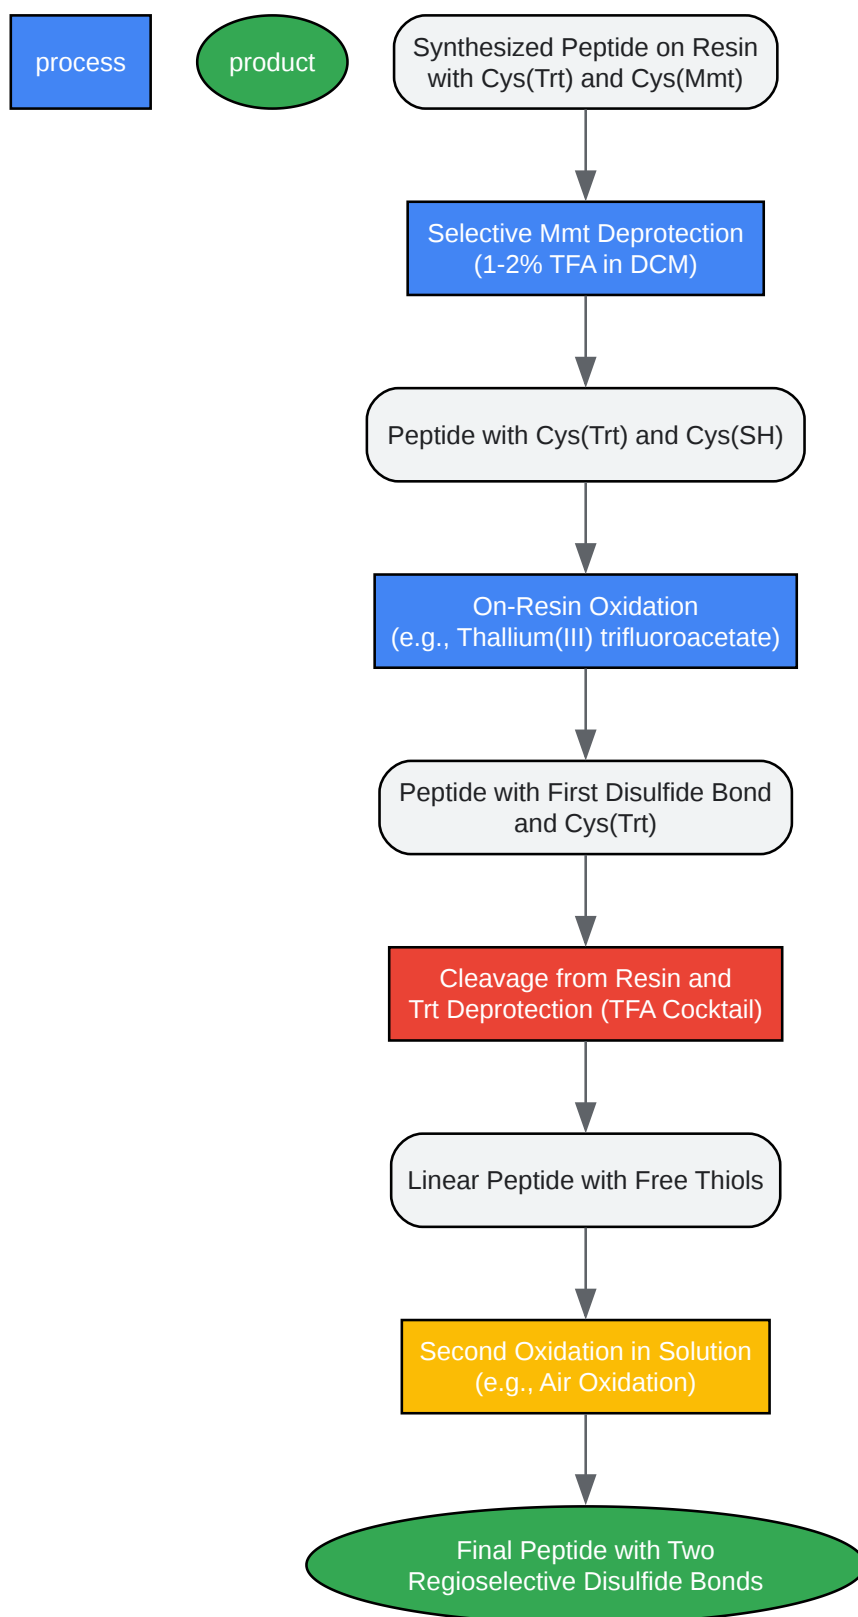 process
product
Synthesized Peptide on Resin
with Cys(Trt) and Cys(Mmt)
Selective Mmt Deprotection
(1-2% TFA in DCM)
Peptide with Cys(Trt) and Cys(SH)
On-Resin Oxidation
(e.g., Thallium(III) trifluoroacetate)
Peptide with First Disulfide Bond
and Cys(Trt)
Cleavage from Resin and
Trt Deprotection (TFA Cocktail)
Linear Peptide with Free Thiols
Second Oxidation in Solution
(e.g., Air Oxidation)
Final Peptide with Two
Regioselective Disulfide Bonds